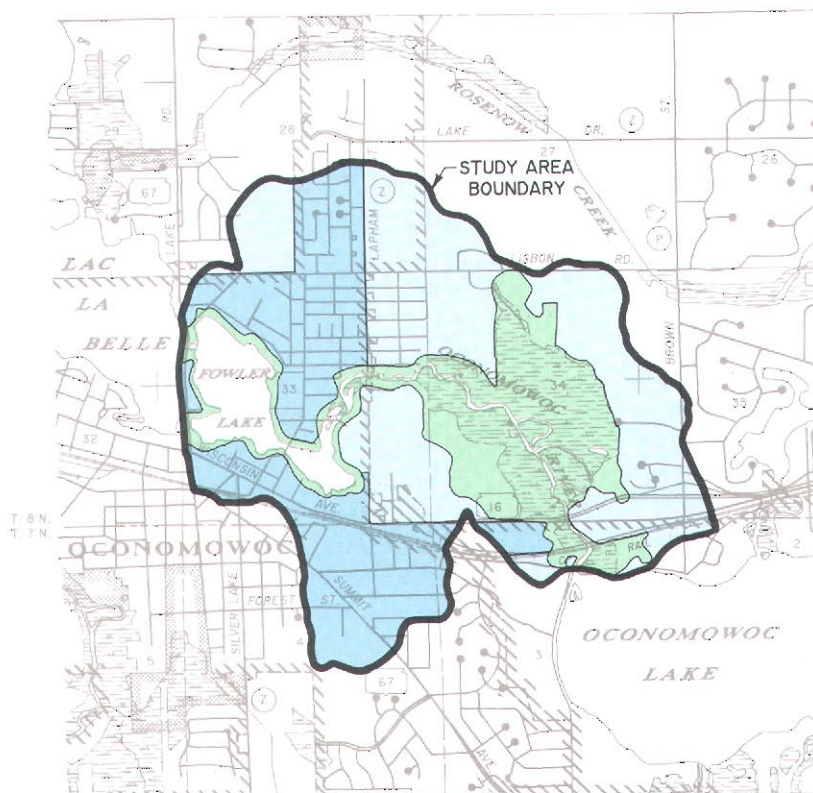 ROSENOW
LAKE
DR.
Z
ST.
29
RD.
28
27
26
STUDY AREA
BOUNDARY
67
Z
CREEK
P
LAKE
LAPHAM
LISBON
RD.
LAC
LA
BELLE
OCONOMOWOC
BROWN
FOWLER
33
34
LAKE
35
32
WISCONSIN
AVE
16
T. 8 N.
T. 7 N.
OCONOMOWOC
2
SUMMIT
FOREST
ST.
SILVER LAKE
OCONOMOWOC
LAKE
5
4
3
67
Z
AVE